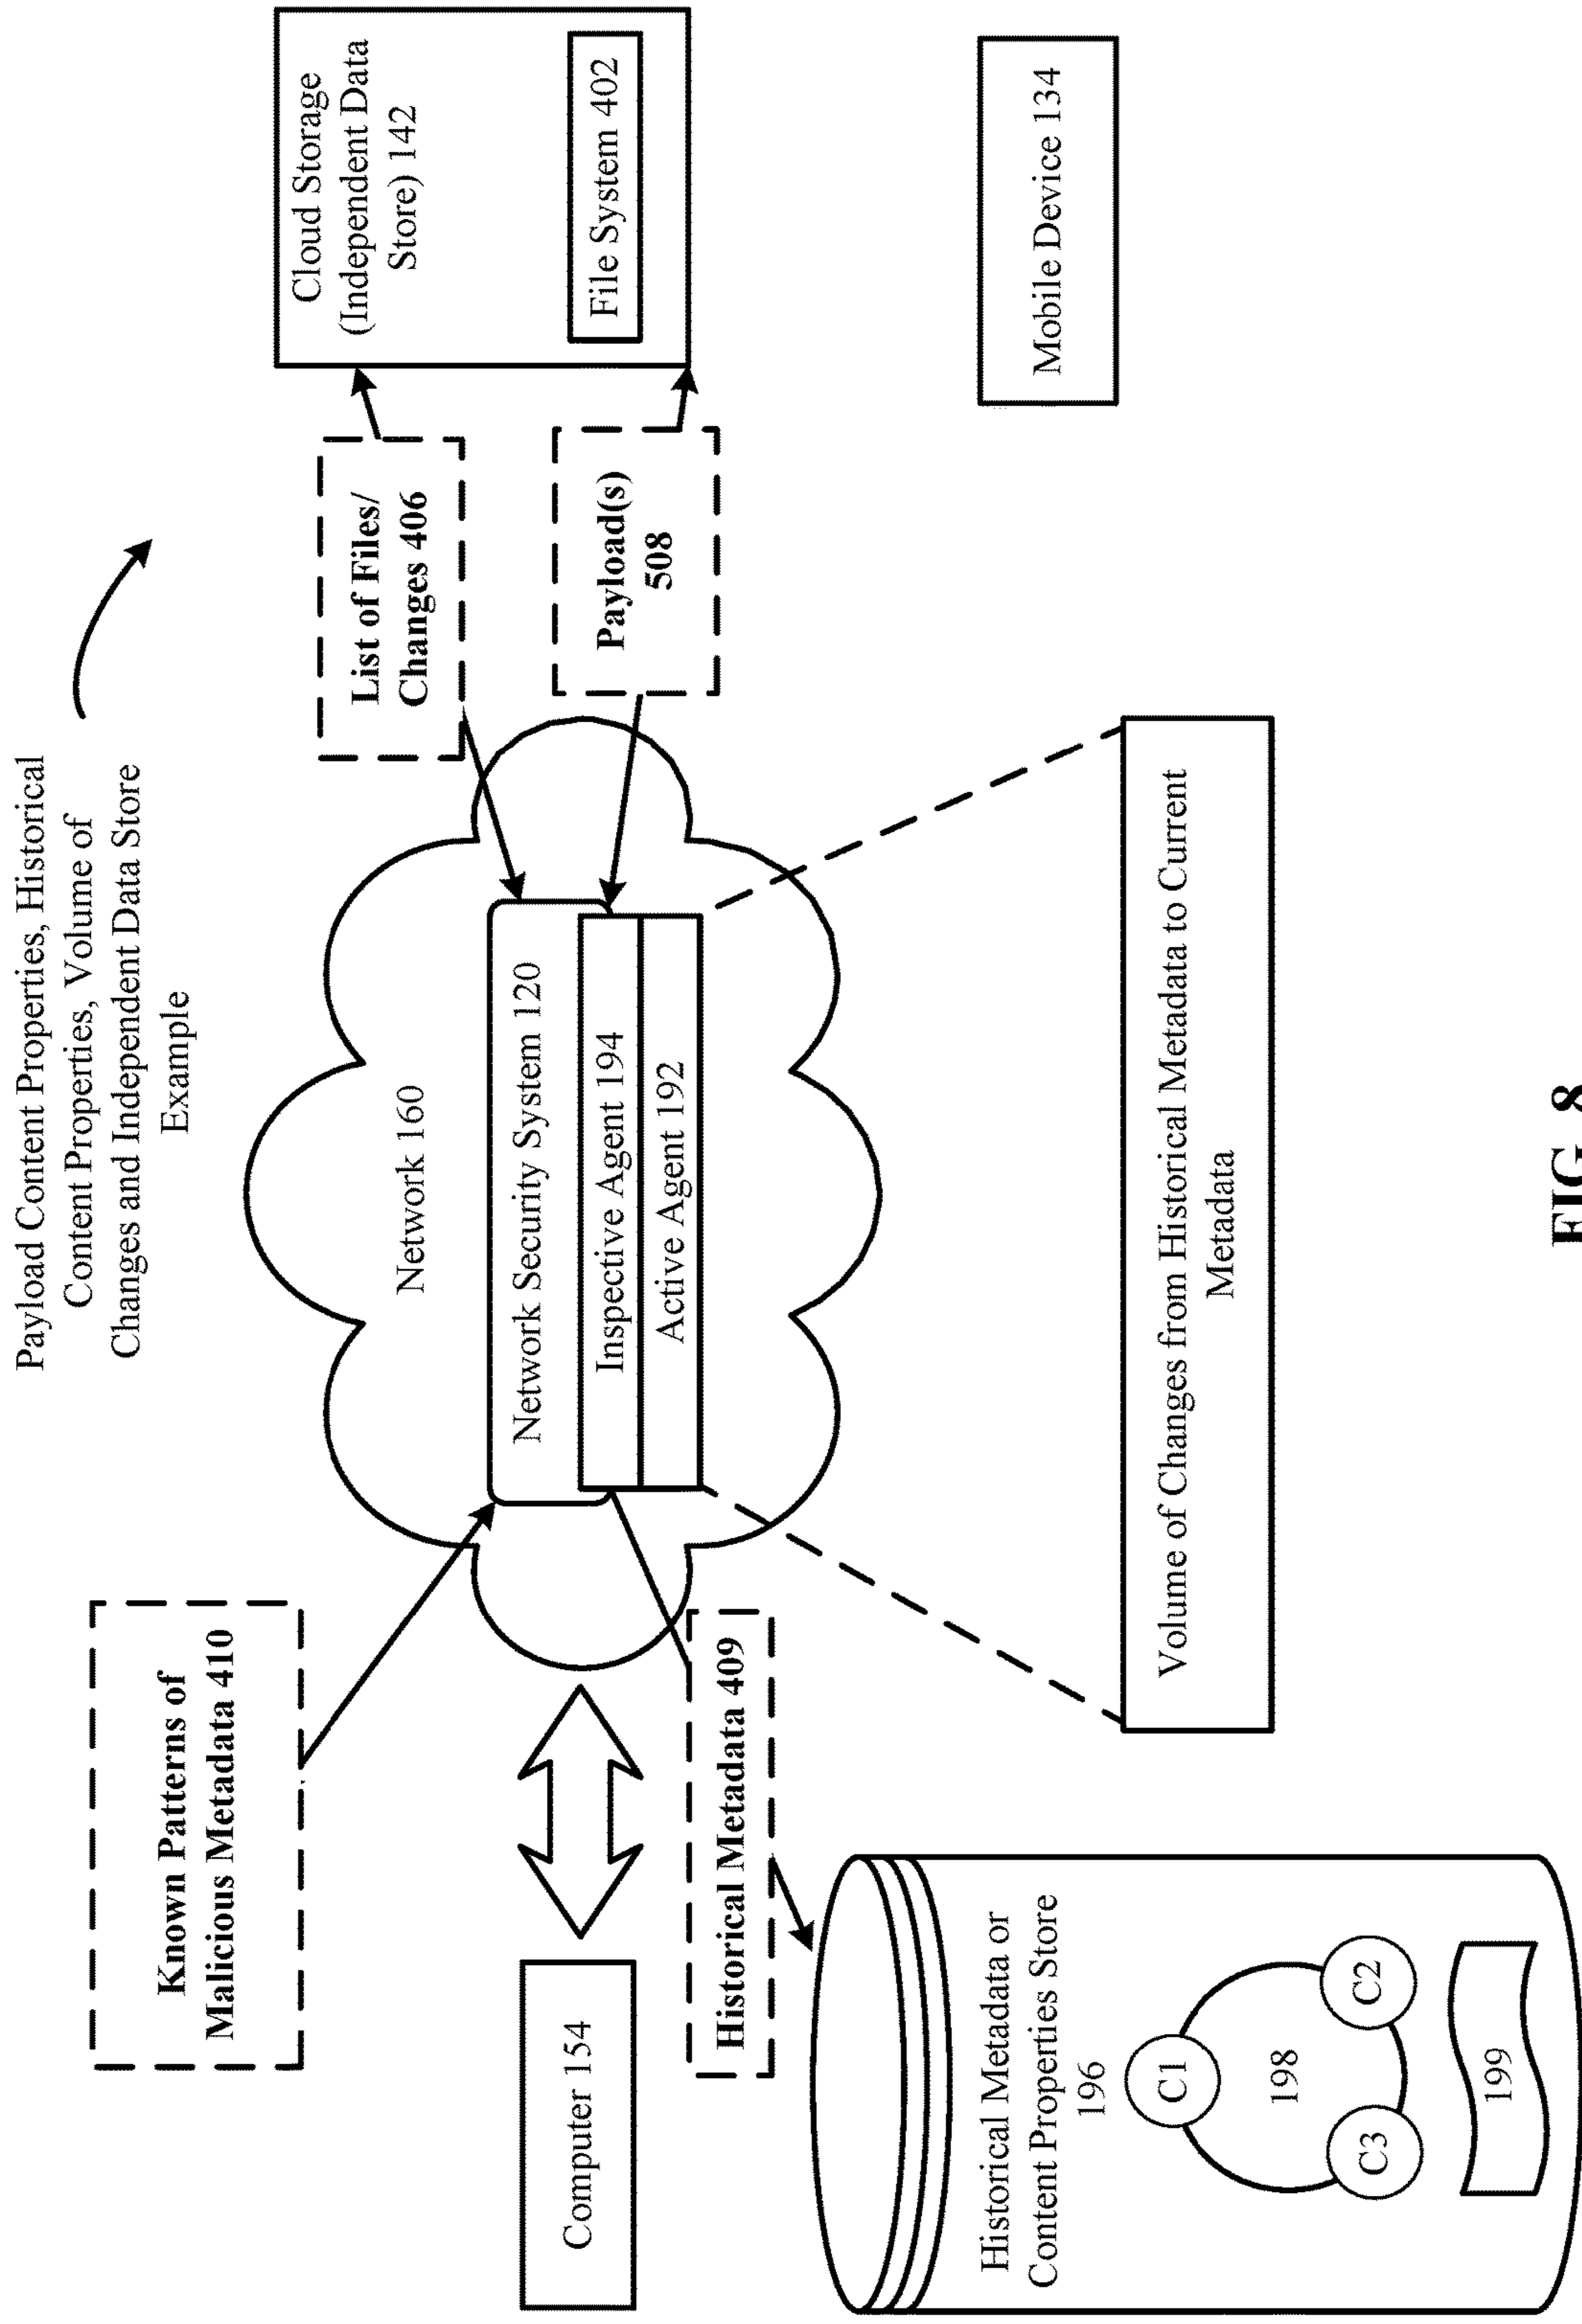 Payload Content Properties, Historical
Content Properties, Volume of
Changes and Independent Data Store
Example
Known Patterns of
Malicious Metadata 410
List of Files/
Changes 406
Cloud Storage
(Independent Data
Store) 142
File System 402
Network 160
Computer 154
Network Security System 120
Inspective Agent 194
Active Agent 192
Payload(s)
508
Historical Metadata 409
Mobile Device 134
Historical Metadata or
Content Properties Store
196
C1
198
C3
C2
199
Volume of Changes from Historical Metadata to Current
Metadata
FIG. 8